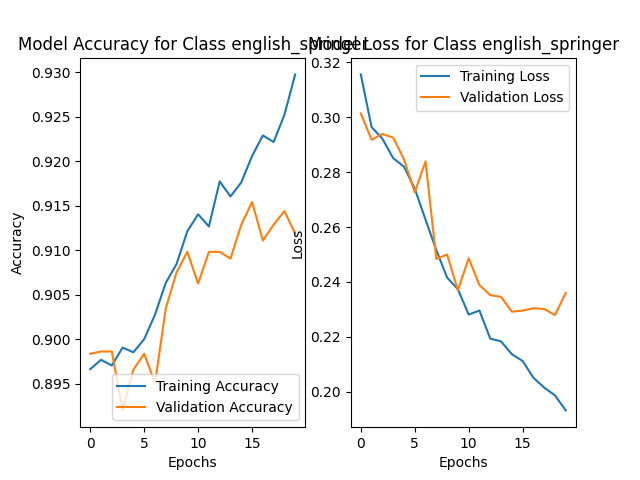 Model Accuracy for Class english_springer
Model Loss for Class english_springer
0.930
0.925
0.920
0.915
0.910
0.905
0.900
0.895
Accuracy
0
5
10
15
Epochs
Training Accuracy
Validation Accuracy
0.32
0.30
0.28
0.26
0.24
0.22
0.20
Loss
0
5
10
15
Epochs
Training Loss
Validation Loss